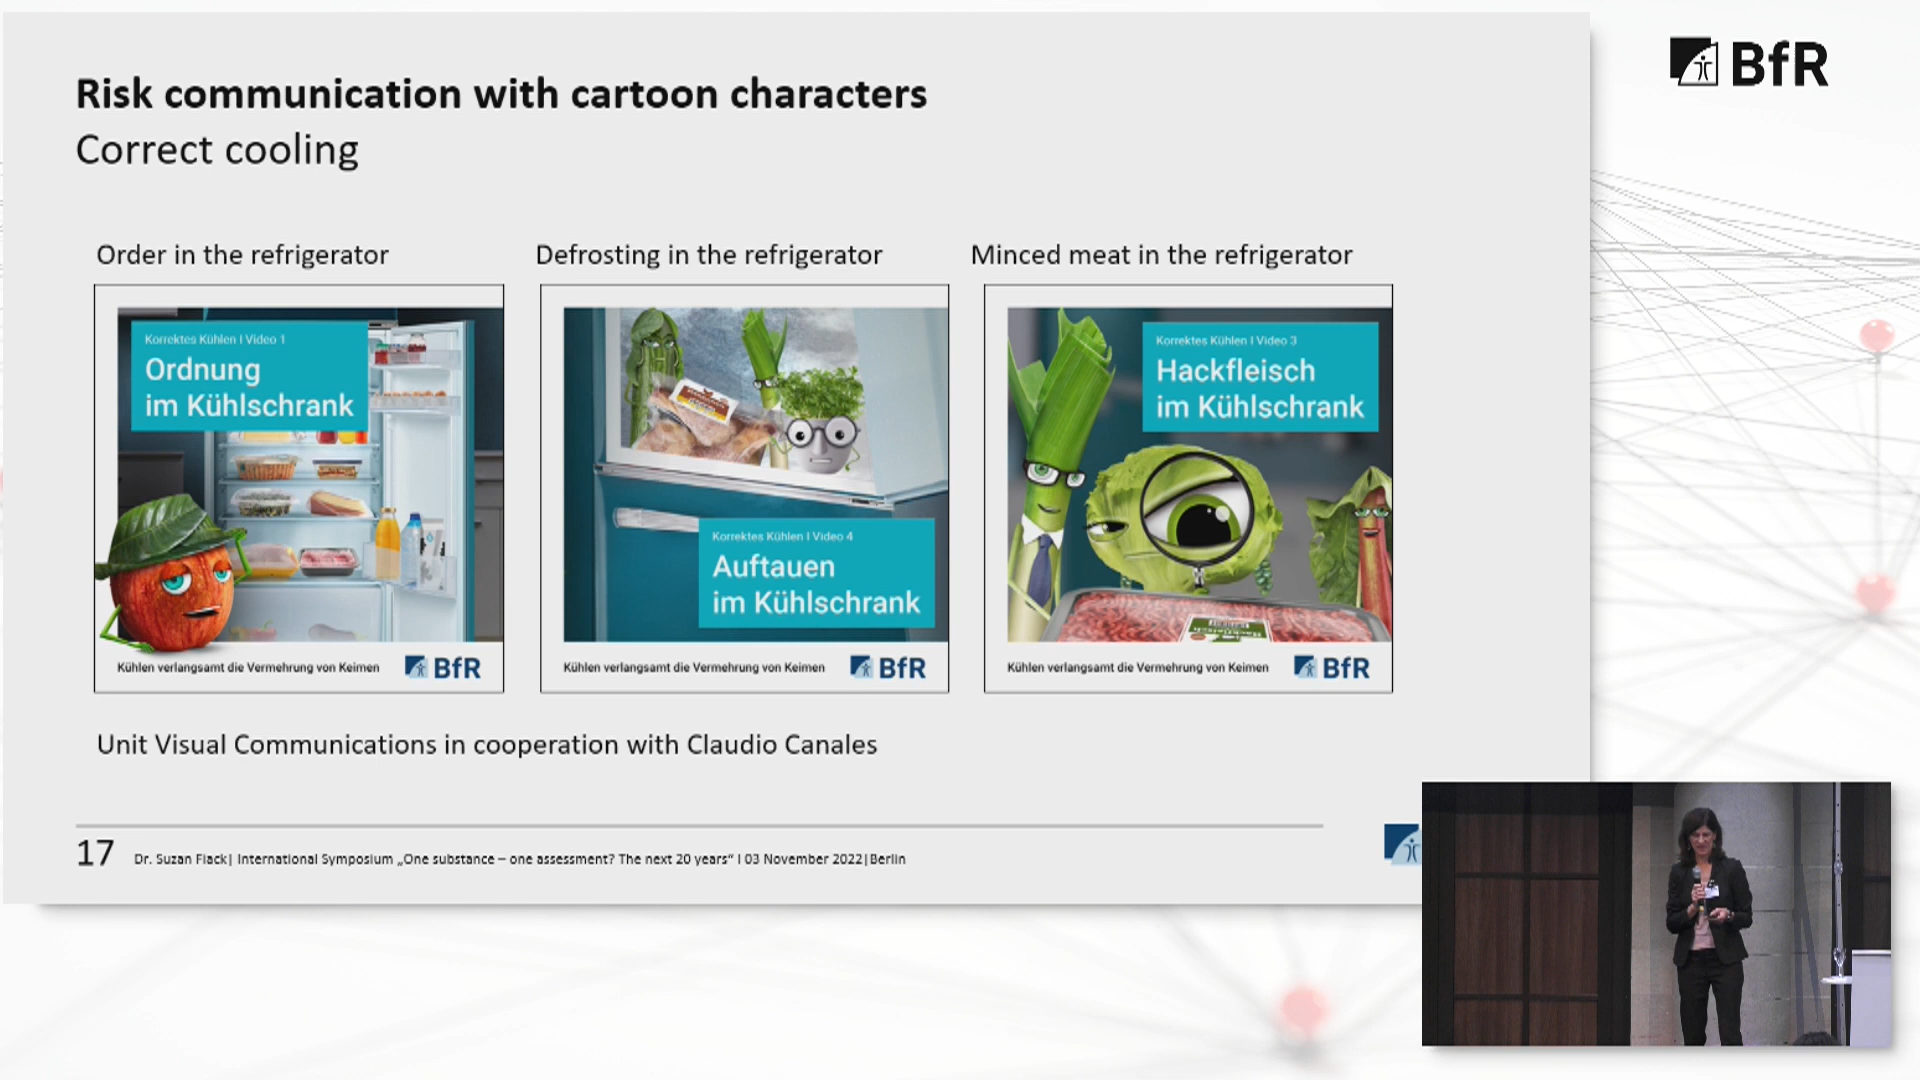 BfR
Risk communication with cartoon characters
Correct cooling
Order in the refrigerator
Defrosting in the refrigerator
Minced meat in the refrigerator
Korrektes Kühlen I Video 1
Ordnung
im Kühlschrank
Kühlen verlangsamt die Vermehrung von Keimen
BfR
Korrektes Kühlen I Video 4
Auftauen
im Kühlschrank
Kühlen verlangsamt die Vermehrung von Keimen
BfR
Korrektes Kühlen I Video 3
Hackfleisch
im Kühlschrank
Kühlen verlangsamt die Vermehrung von Keimen
BfR
Unit Visual Communications in cooperation with Claudio Canales
17
Dr. Suzan Fiack| International Symposium „One substance – one assessment? The next 20 years“ I 03 November 2022|Berlin